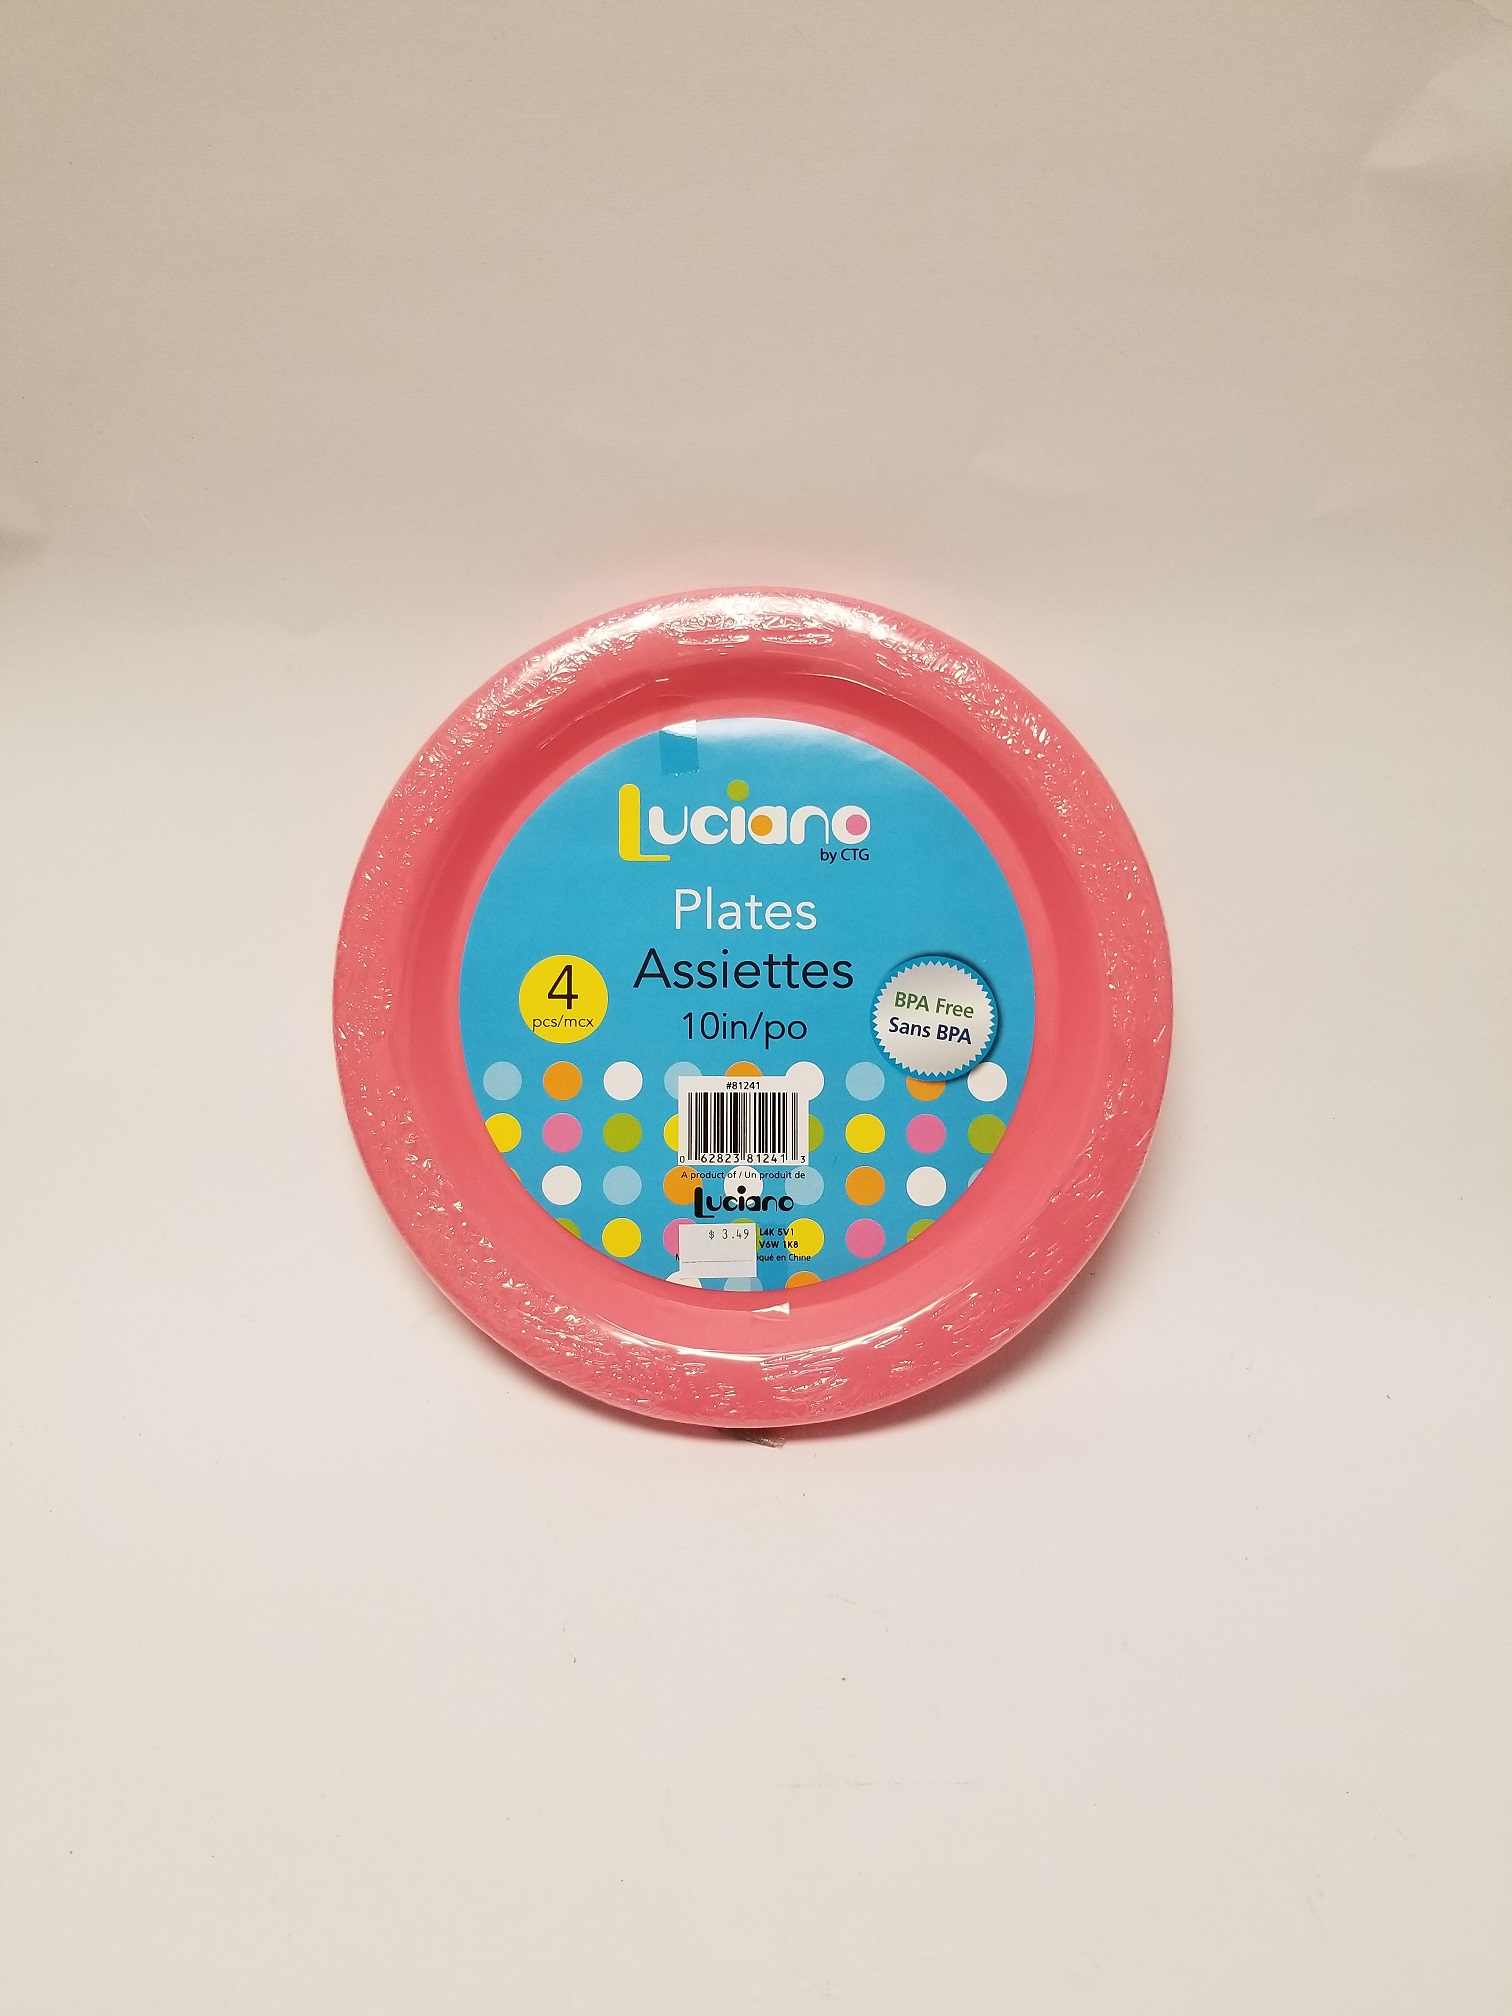 Luciano
by CTG
Plates
Assiettes
10in/po
4
pcs/mcx
BPA Free
Sans BPA
#81241
0 62823 81241 3
A product of / Un produit de
Luciano
L4K 5V1
V6W 1K8
en Chine
$ 3.49